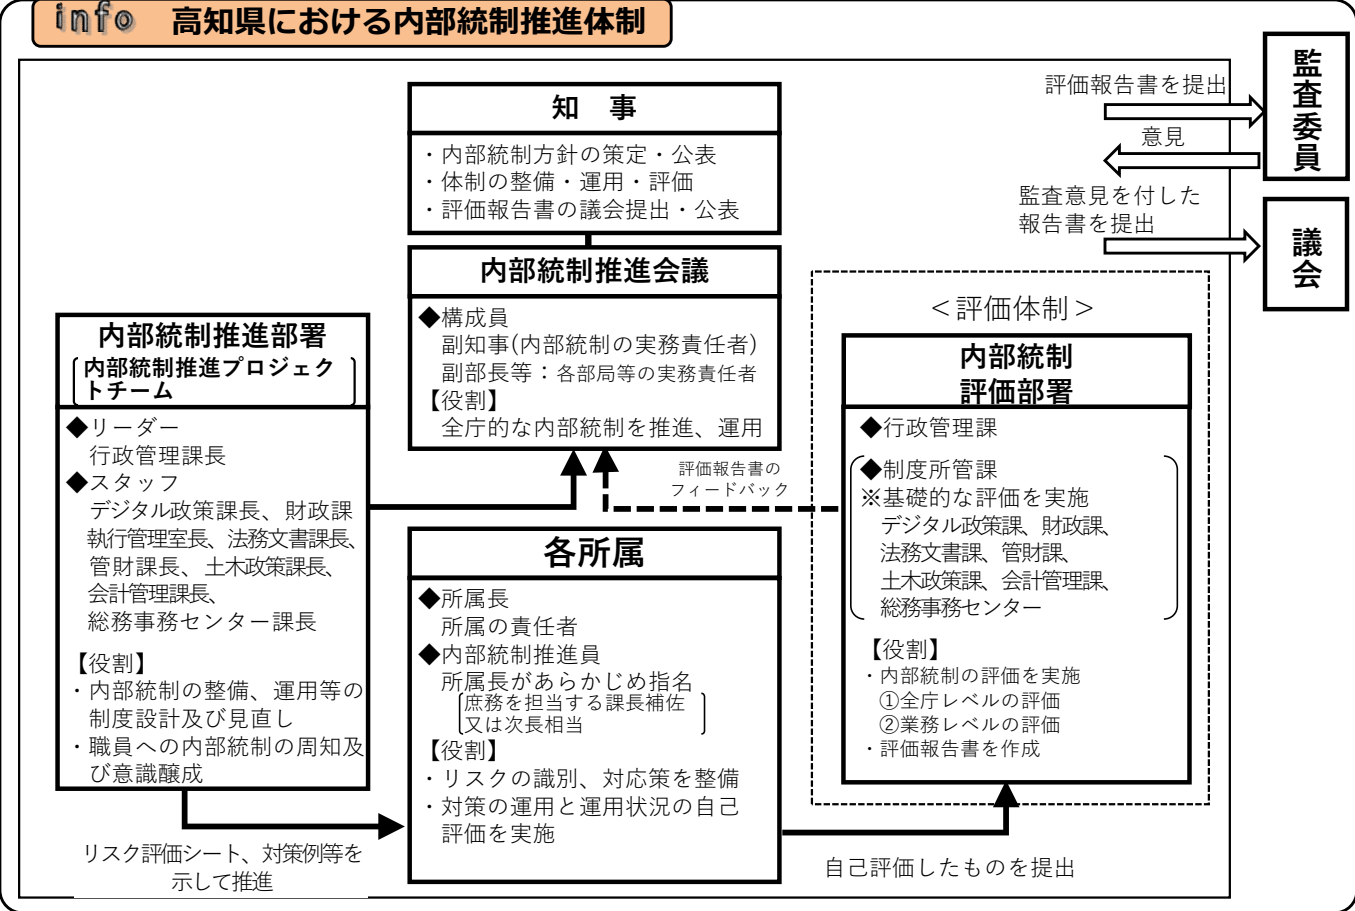 info 高知県における内部統制推進体制
知　事
・内部統制方針の策定・公表
・体制の整備・運用・評価
・評価報告書の議会提出・公表
評価報告書を提出
意見
監査意見を付した
報告書を提出
監査委員
議会
内部統制推進会議
◆構成員
副知事(内部統制の実務責任者)
副部長等：各部局等の実務責任者
【役割】
全庁的な内部統制を推進、運用
内部統制推進部署
内部統制推進プロジェク
トチーム
◆リーダー
行政管理課長
◆スタッフ
デジタル政策課長、財政課
執行管理室長、法務文書課長、
管財課長、土木政策課長、
会計管理課長、
総務事務センター課長
【役割】
・内部統制の整備、運用等の
制度設計及び見直し
・職員への内部統制の周知及
び意識醸成
リスク評価シート、対策例等を
示して推進
評価報告書の
フィードバック
各所属
◆所属長
所属の責任者
◆内部統制推進員
所属長があらかじめ指名
庶務を担当する課長補佐
又は次長相当
【役割】
・リスクの識別、対応策を整備
・対策の運用と運用状況の自己
評価を実施
＜評価体制＞
内部統制
評価部署
◆行政管理課
◆制度所管課
※基礎的な評価を実施
デジタル政策課、財政課、
法務文書課、管財課、
土木政策課、会計管理課、
総務事務センター
【役割】
・内部統制の評価を実施
①全庁レベルの評価
②業務レベルの評価
・評価報告書を作成
自己評価したものを提出